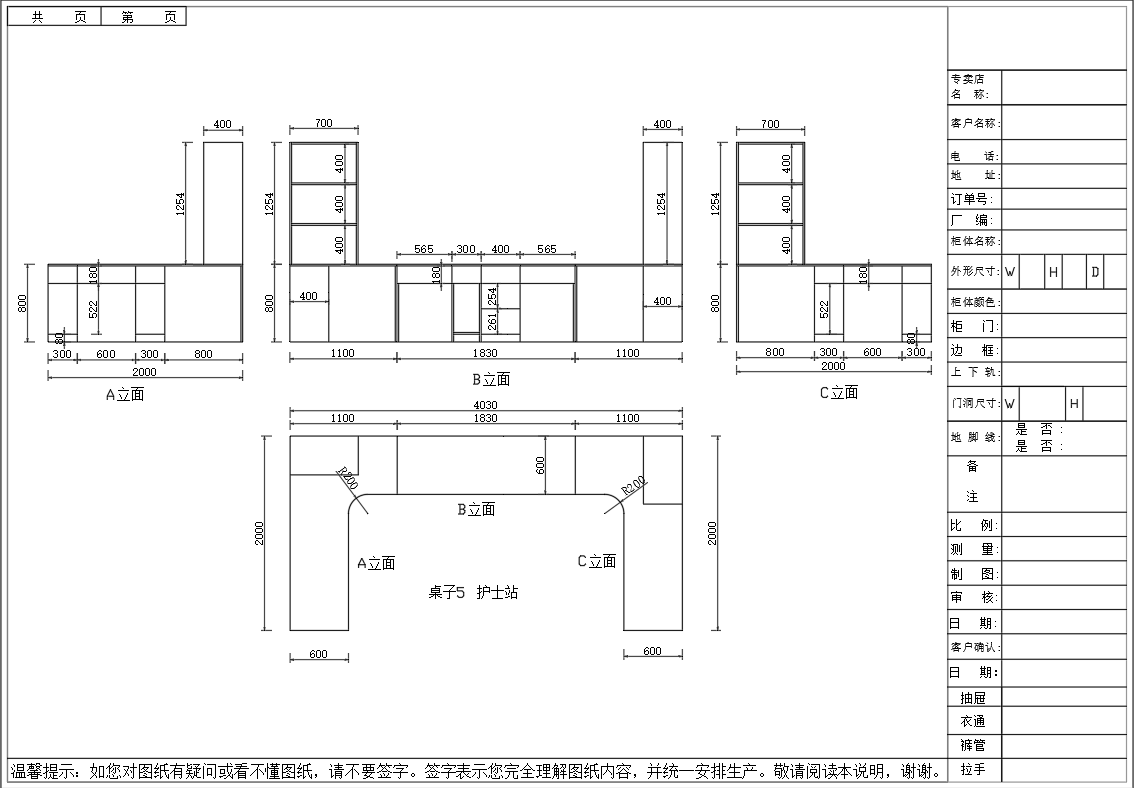 共 页 第 页
400 700 400 700
1254 1254 400 400 400 1254 1254 400 400 400
565 300 400 565
800 180 522 80 800 400 180 254 261 400 800 522 180 80
300 600 300 800
2000
A立面
1100 1830 1100
B立面
800 300 600 300
2000
C立面
4030
1100 1830 1100
R200 600 R200
2000 2000
B立面
A立面 C立面
桌子5 护士站
600 600
专卖店
名 称:
客户名称:
电 话:
地 址:
订单号:
厂 编:
柜体名称:
外形尺寸: W H D
柜体颜色:
柜 门:
边 框:
上 下 轨:
门洞尺寸: W H
地 脚 线: 是 否 :
是 否 :
备
注
比 例:
测 量:
制 图:
审 核:
日 期:
客户确认:
日 期:
抽屉
衣通
裤管
拉手
温馨提示：如您对图纸有疑问或看不懂图纸，请不要签字。签字表示您完全理解图纸内容，并统一安排生产。敬请阅读本说明，谢谢。